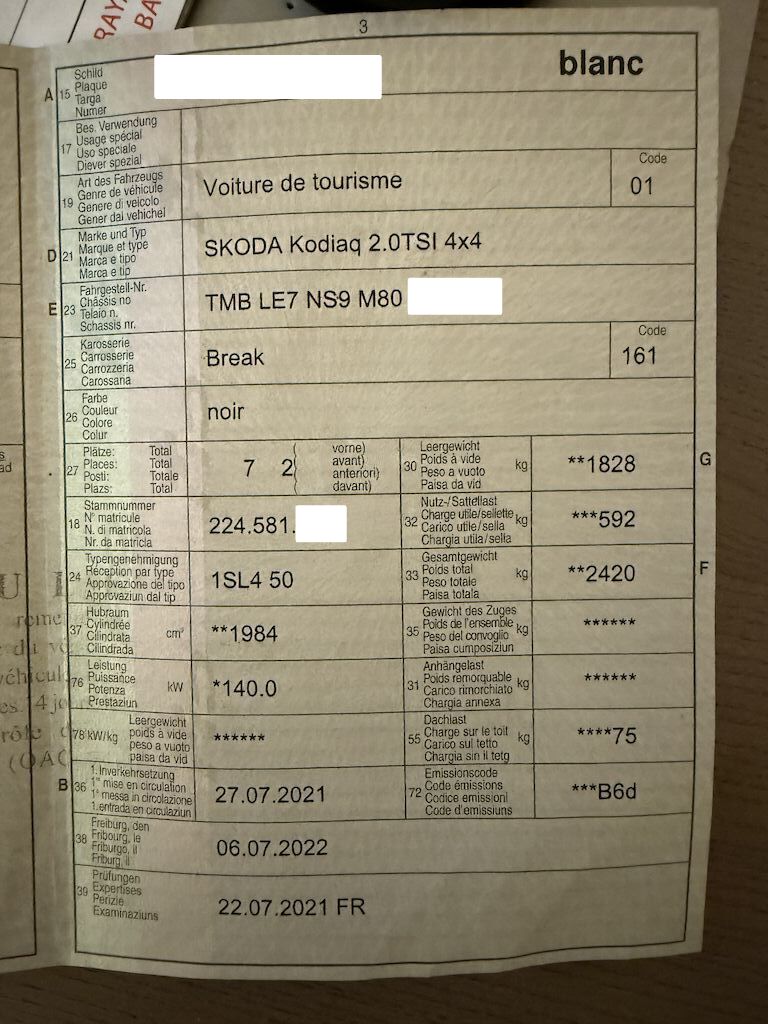 RAY
BA
3
A 15 Schild
Plaque
Targa
Numer
blanc
17 Bes. Verwendung
Usage spécial
Uso speciale
Diever spezial
19 Art des Fahrzeugs
Genre de véhicule
Genere di veicolo
Gener dal vehichel
Voiture de tourisme
Code
01
D 21 Marke und Typ
Marque et type
Marca e tipo
Marca e tip
SKODA Kodiaq 2.0TSI 4x4
E 23 Fahrgestell-Nr.
Châssis no
Telaio n.
Schassis nr.
TMB LE7 NS9 M80
25 Karosserie
Carrosserie
Carrozzeria
Carossaria
Break
Code
161
26 Farbe
Couleur
Colore
Colur
noir
27 Plätze: Total
Places: Total
Posti: Totale
Plazs: Total
7 2( vorne)
avant)
anteriori)
( davant)
30 Leergewicht
Poids à vide
Peso a vuoto
Paisa da vid
kg
**1828
G
18 Stammnummer
N° matricule
N. di matricola
Nr. da matricla
224.581.
32 Nutz-/Sattellast
Charge utile/sellette
Carico utile/sella
Chargia utila/sella
kg
***592
24 Typengenehmigung
Réception par type
Approvazione del tipo
Approvaziun dal tip
1SL4 50
33 Gesamtgewicht
Poids total
Peso totale
Paisa totala
kg
**2420
F
37 Hubraum
Cylindrée
Cilindrata
Cilindrada
cm³
**1984
35 Gewicht des Zuges
Poids de l'ensemble
Peso del convoglio
Paisa cumposiziun
kg
******
76 Leistung
Puissance
Potenza
Prestaziun
kW
*140.0
31 Anhängelast
Poids remorquable
Carico rimorchiato
Chargia annexa
kg
******
78 kW/kg Leergewicht
poids à vide
peso a vuoto
paisa da vid
******
55 Dachlast
Charge sur le toit
Carico sul tetto
Chargia sin il tetg
kg
****75
B 36 1. Inverkehrsetzung
1re mise en circulation
1a messa in circolazione
1. entrada en circulaziun
27.07.2021
72 Emissionscode
Code émissions
Codice emissioni
Code d'emissiuns
***B6d
38 Freiburg, den
Fribourg, le
Friburgo, il
Friburg, il
06.07.2022
39 Prüfungen
Expertises
Perizie
Examinaziuns
22.07.2021 FR